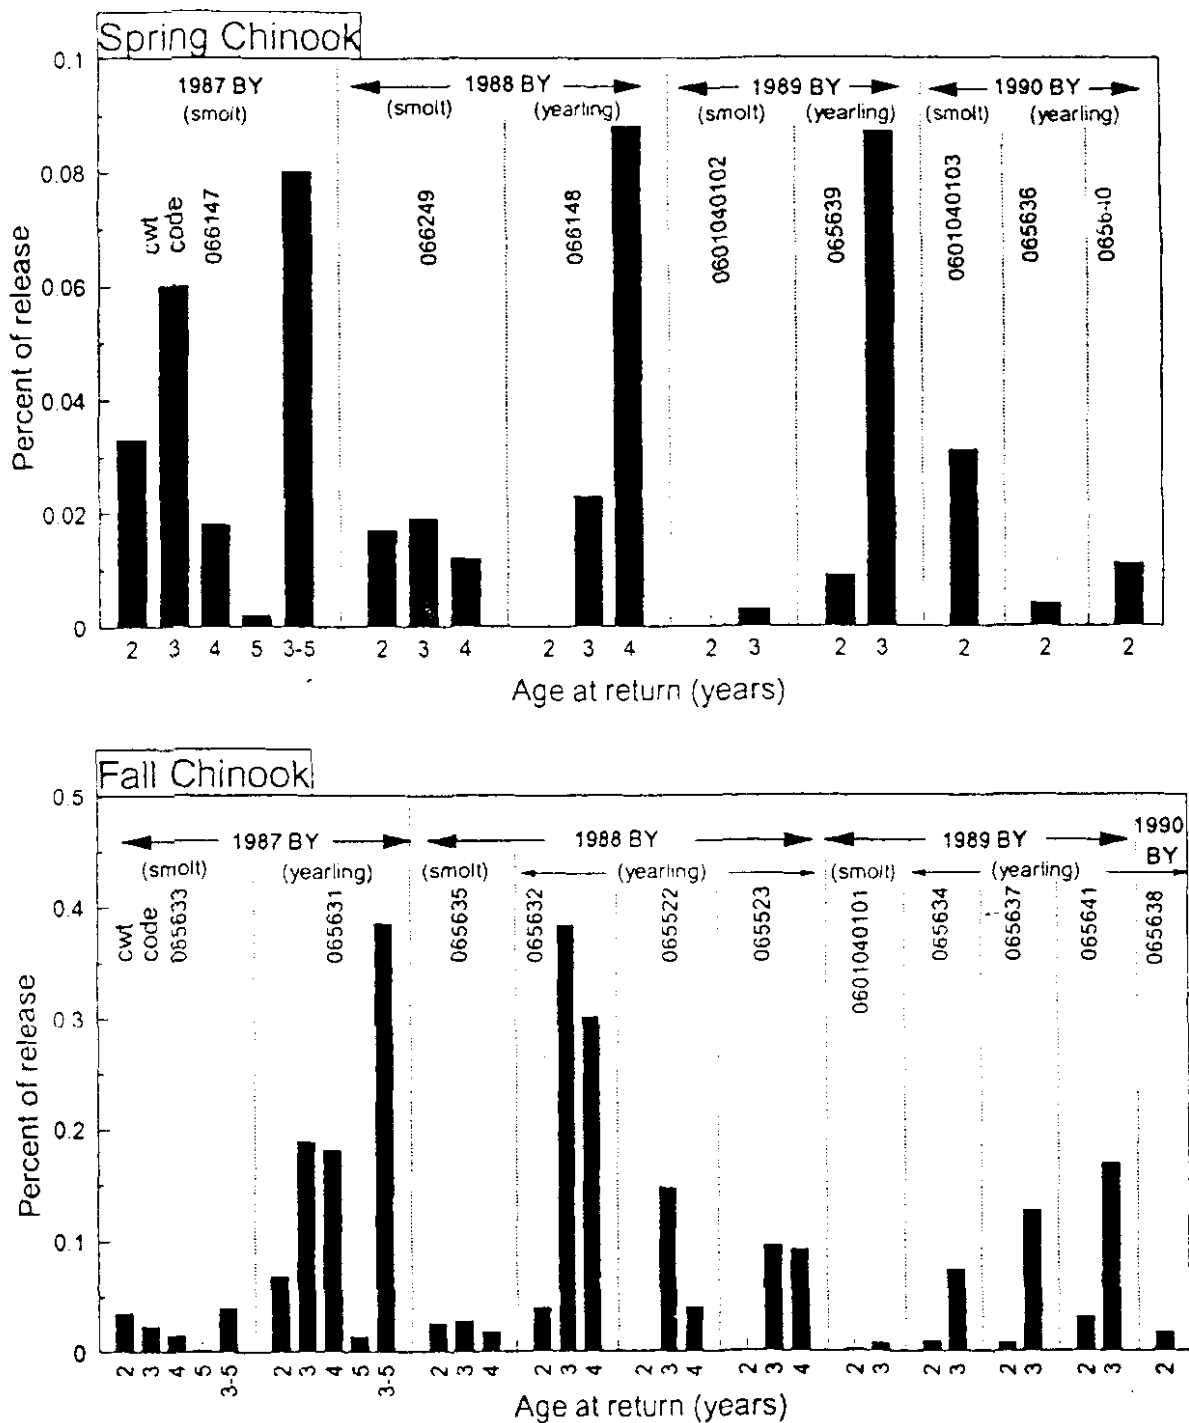 Spring Chinook
0.1
0.08
0.06
0.04
0.02
0
Percent of release
1987 BY 1988 BY 1989 BY 1990 BY
(smolt) (smolt) (yearling) (smolt) (yearling) (smolt) (yearling)
cwt
code
066147
066249
066148
0601040102
065639
0601040103
065636
065640
2 3 4 5 3-5 2 3 4 2 3 4 2 3 2 3 2 2 2
Age at return (years)
Fall Chinook
0.5
0.4
0.3
0.2
0.1
0
Percent of release
1987 BY 1988 BY 1989 BY 1990
BY
(smolt) (yearling) (smolt) (yearling) (smolt) (yearling)
cwt
code
065633
065631
065635
065632
065522
065523
0601040101
065634
065637
065641
065638
2 3 4 5 3-5 2 3 4 5 3-5 2 3 4 2 3 4 2 3 4 2 3 4 2 3 2 3 2 3 2 3 2
Age at return (years)